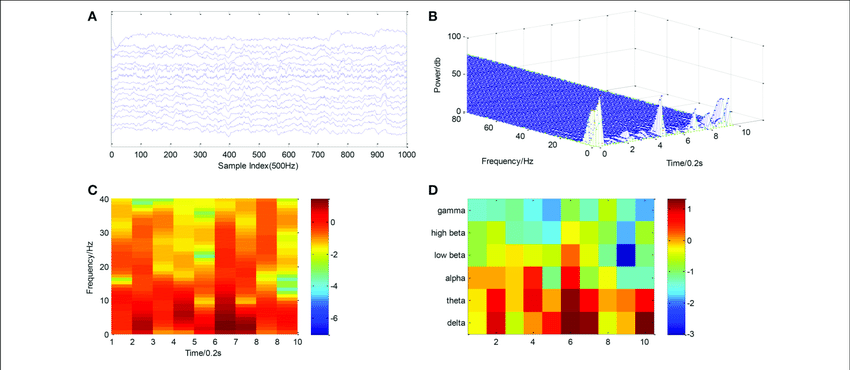 A
0 100 200 300 400 500 600 700 800 900 1000
Sample Index(500Hz)
B
100
50
0
Power/db
80 60 40 20 0
Frequency/Hz
0 2 4 6 8 10
Time/0.2s
C
40
30
20
10
0
Frequency/Hz
1 2 3 4 5 6 7 8 10
Time/0.2s
0
-2
-4
-6
D
gamma
high beta
low beta
alpha
theta
delta
2 4 6 8 10
1
0
-1
-2
-3